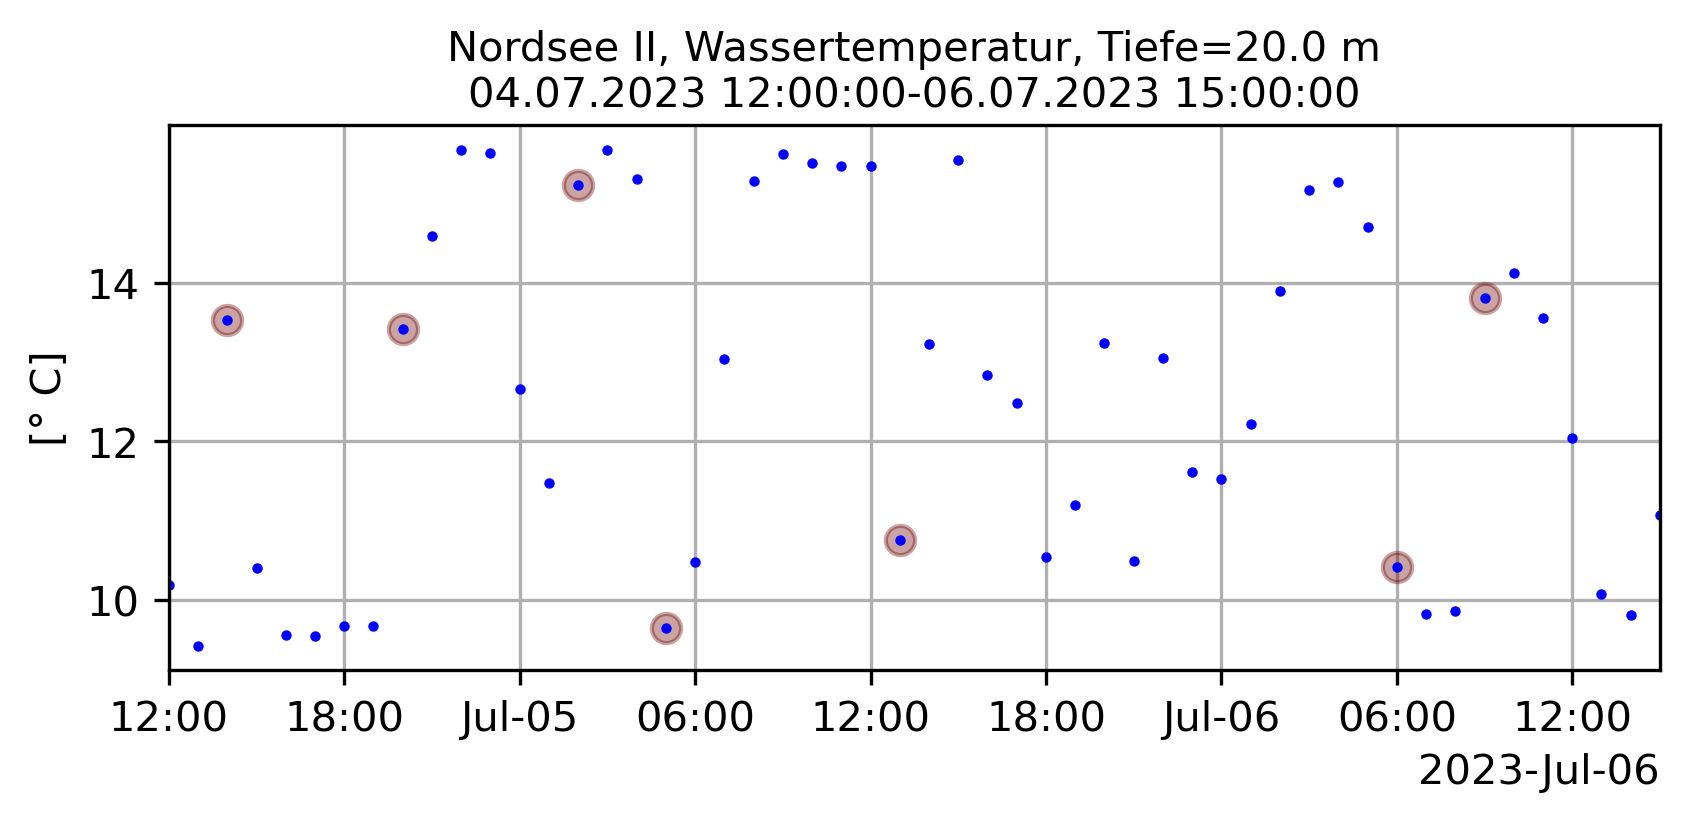 Nordsee II, Wassertemperatur, Tiefe=20.0 m
04.07.2023 12:00:00-06.07.2023 15:00:00
[° C]
14
12
10
12:00 18:00 Jul-05 06:00 12:00 18:00 Jul-06 06:00 12:00
2023-Jul-06